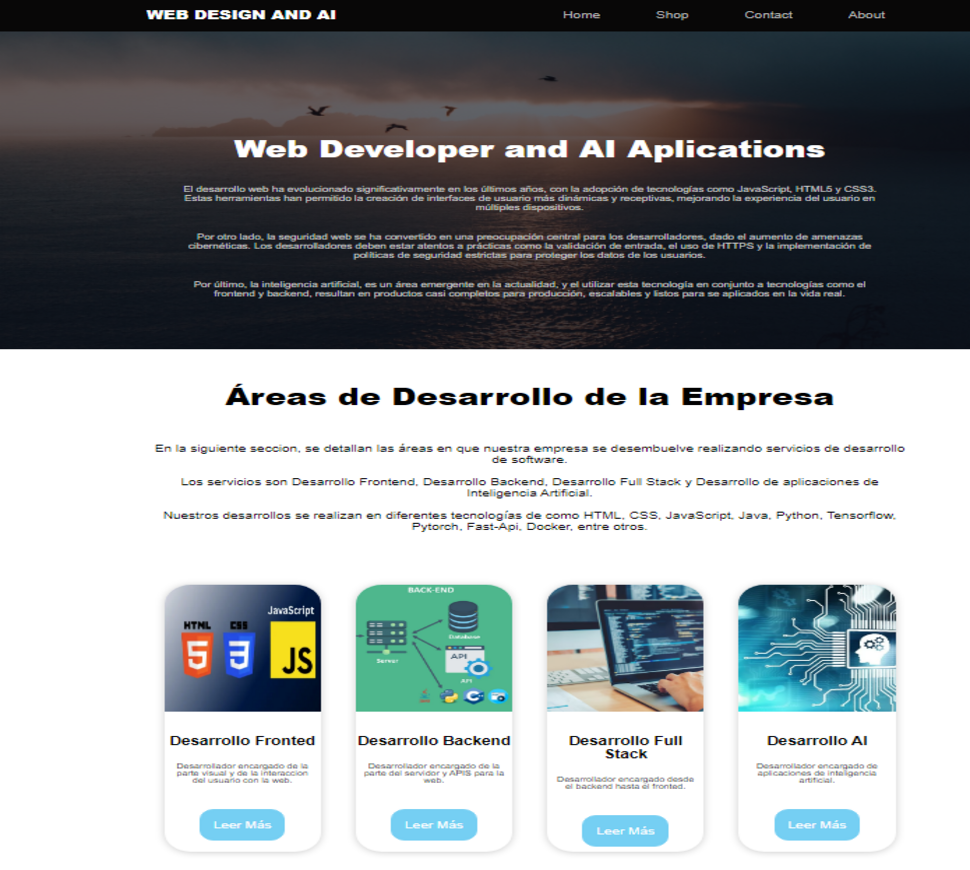 WEB DESIGN AND AI
Home Shop Contact About
Web Developer and AI Aplications
El desarrollo web ha evolucionado significativamente en los últimos años, con la adopción de tecnologías como JavaScript, HTML5 y CSS3.
Estas herramientas han permitido la creación de interfaces de usuario más dinámicas y receptivas, mejorando la experiencia del usuario en
múltiples dispositivos.
Por otro lado, la seguridad web se ha convertido en una preocupación central para los desarrolladores, dado el aumento de amenazas
cibernéticas. Los desarrolladores deben estar atentos a prácticas como la validación de entrada, el uso de HTTPS y la implementación de
políticas de seguridad estrictas para proteger los datos de los usuarios.
Por último, la inteligencia artificial, es un área emergente en la actualidad, y el utilizar esta tecnología en conjunto a tecnologías como el
frontend y backend, resultan en productos casi completos para producción, escalables y listos para se aplicados en la vida real.
Áreas de Desarrollo de la Empresa
En la siguiente seccion, se detallan las áreas en que nuestra empresa se desembuelve realizando servicios de desarrollo
de software.
Los servicios son Desarrollo Frontend, Desarrollo Backend, Desarrollo Full Stack y Desarrollo de aplicaciones de
Inteligencia Artificial.
Nuestros desarrollos se realizan en diferentes tecnologías de como HTML, CSS, JavaScript, Java, Python, Tensorflow,
Pytorch, Fast-Api, Docker, entre otros.
JavaScript
HTML CSS
5 3 JS
BACK-END
Database
Server
API
API
Desarrollo Fronted
Desarrollador encargado de la
parte visual y de la interaccion
del usuario con la web.
Leer Más
Desarrollo Backend
Desarrollador encargado de la
parte del servidor y APIS para la
web.
Leer Más
Desarrollo Full
Stack
Desarrollador encargado desde
el backend hasta el fronted.
Leer Más
Desarrollo AI
Desarrollador encargado de
aplicaciones de inteligencia
artificial.
Leer Más